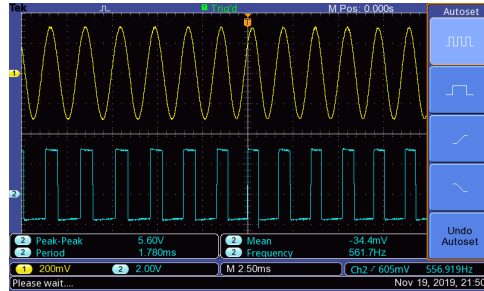 Tek Trig'd M Pos: 0.000s Autoset
T
1
2
Undo
Autoset
2 Peak-Peak 5.60V 2 Mean -34.4mV
2 Period 1.780ms 2 Frequency 561.7Hz
1 200mV 2 2.00V M 2.50ms Ch2 605mV 556.919Hz
Please wait.... Nov 19, 2019, 21:50